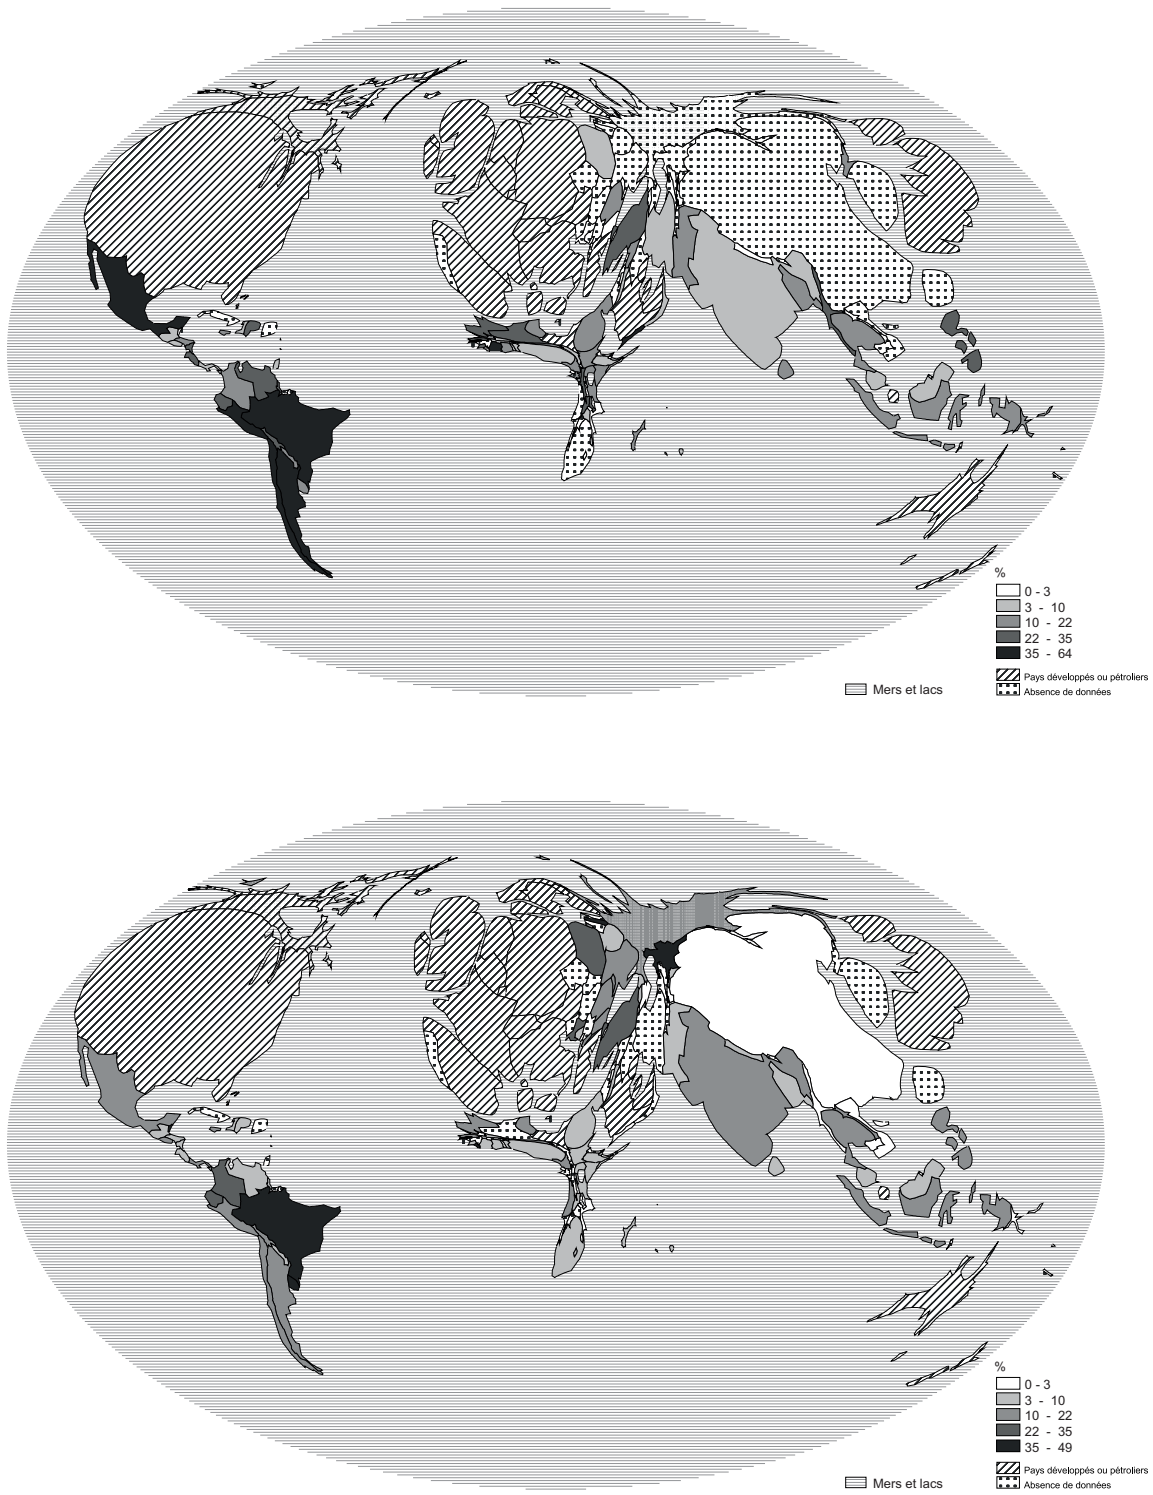 %
0 - 3
3 - 10
10 - 22
22 - 35
35 - 64
Pays développés ou pétroliers
Mers et lacs
Absence de données
%
0 - 3
3 - 10
10 - 22
22 - 35
35 - 49
Pays développés ou pétroliers
Mers et lacs
Absence de données